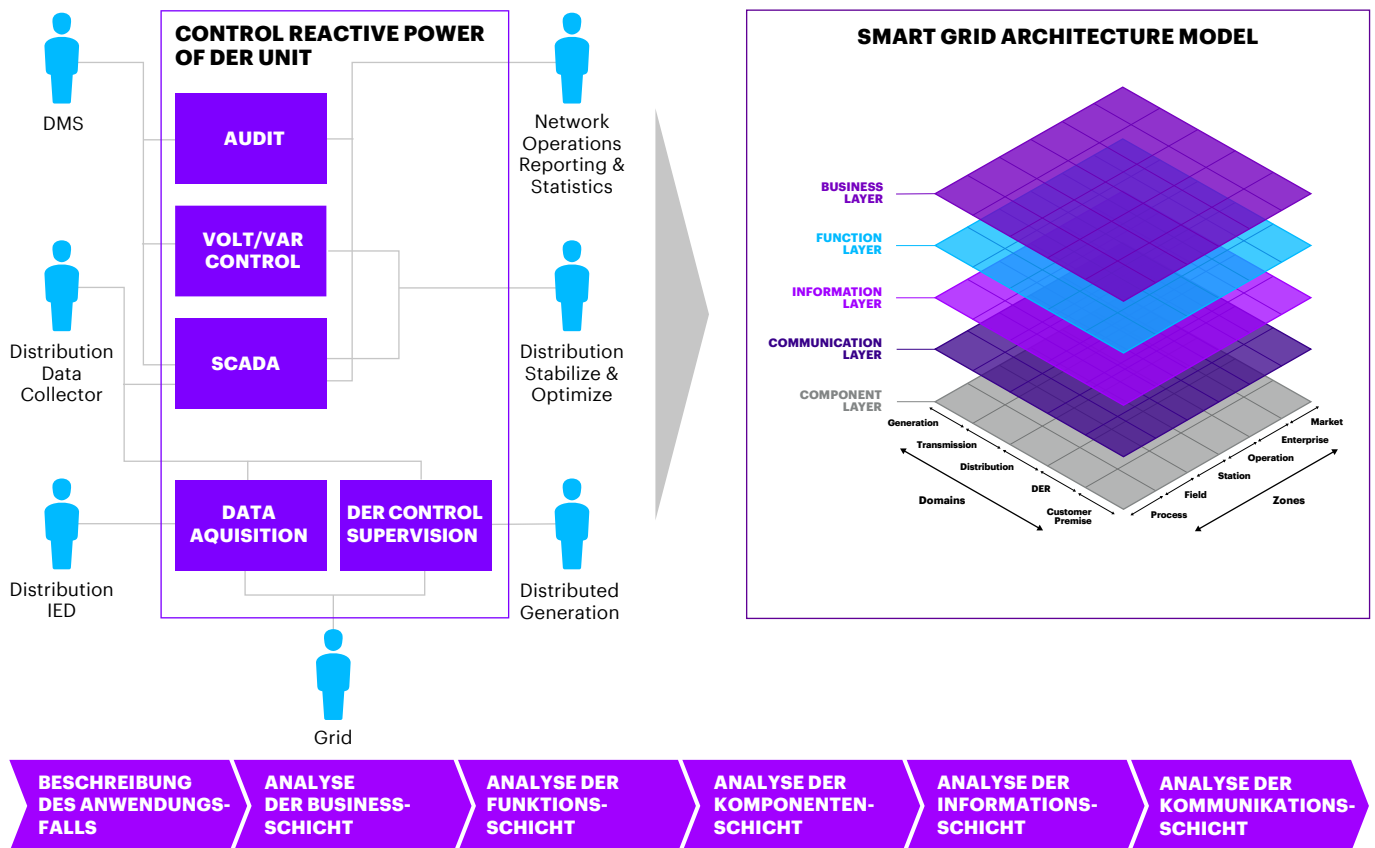 CONTROL REACTIVE POWER
OF DER UNIT
DMS
AUDIT
Network
Operations
Reporting &
Statistics
VOLT/VAR
CONTROL
SCADA
Distribution
Data
Collector
Distribution
Stabilize &
Optimize
DATA
AQUISITION
DER CONTROL
SUPERVISION
Distribution
IED
Distributed
Generation
Grid
SMART GRID ARCHITECTURE MODEL
BUSINESS
LAYER
FUNCTION
LAYER
INFORMATION
LAYER
COMMUNICATION
LAYER
COMPONENT
LAYER
Generation
Transmission
Distribution
DER
Customer
Premise
Domains
Market
Enterprise
Operation
Station
Field
Process
Zones
BESCHREIBUNG
DES ANWENDUNGS-
FALLS
ANALYSE
DER BUSINESS-
SCHICHT
ANALYSE DER
FUNKTIONS-
SCHICHT
ANALYSE DER
KOMPONENTEN-
SCHICHT
ANALYSE DER
INFORMATIONS-
SCHICHT
ANALYSE DER
KOMMUNIKATIONS-
SCHICHT